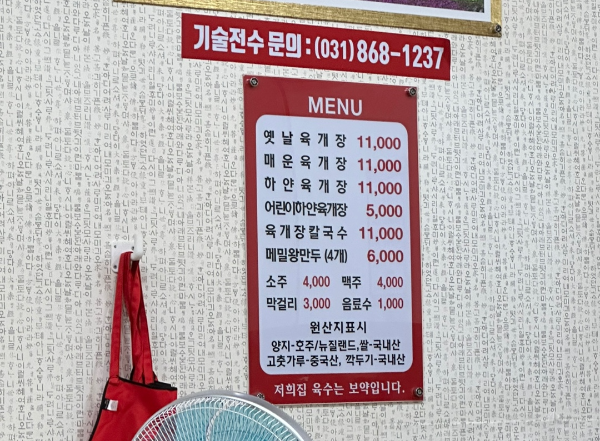 기술전수 문의 : (031) 868-1237
MENU
옛날육개장 11,000
매운육개장 11,000
하얀육개장 11,000
어린이하얀육개장 5,000
육개장칼국수 11,000
메밀왕만두 (4개) 6,000
소주 4,000 맥주 4,000
막걸리 3,000 음료수 1,000
원산지표시
양지-호주/뉴질랜드,쌀-국내산
고춧가루-중국산, 깍두기-국내산
저희집 육수는 보약입니다.